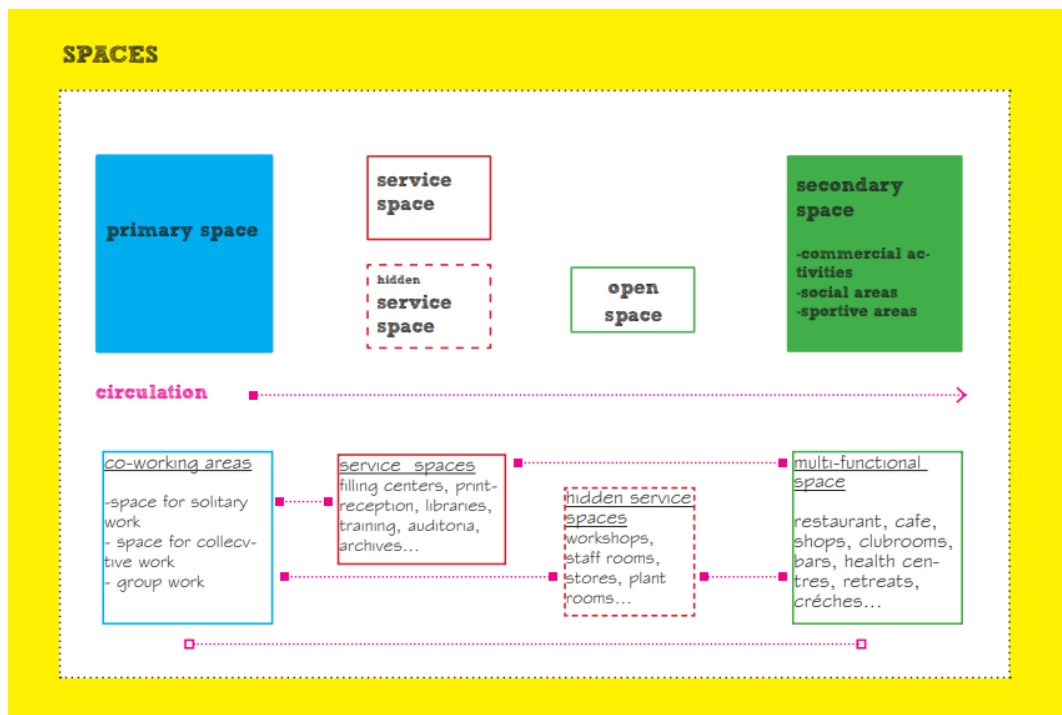 SPACES
primary space
service
space
hidden
service
space
open
space
secondary
space
-commercial ac-
tivities
-social areas
-sportive areas
circulation
co-working areas
-space for solitary
work
- space for collecv-
tive work
- group work
service spaces
filling centers, print-
reception, libraries,
training, auditoria,
archives...
hidden service
spaces
workshops,
staff rooms,
stores, plant
rooms...
multi-functional
space
restaurant, cafe,
shops, clubrooms,
bars, health cen-
tres, retreats,
créches...